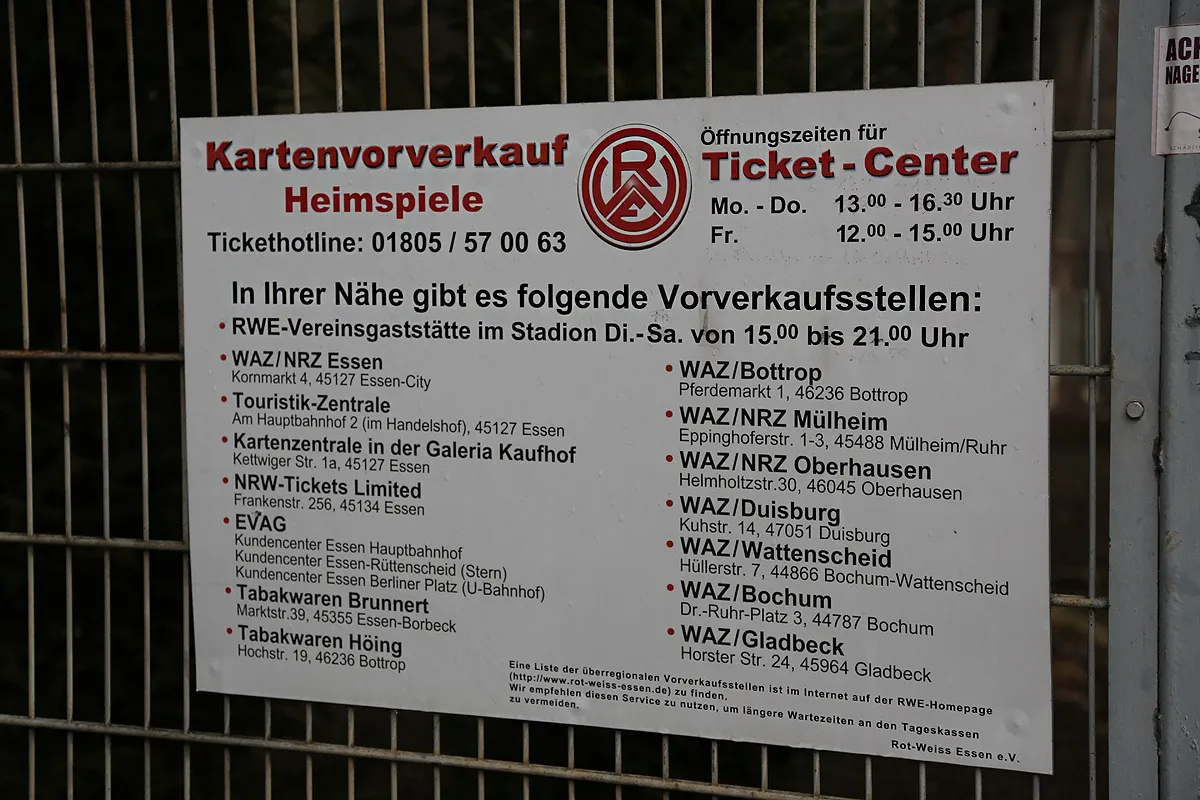 Kartenvorverkauf
Heimspiele
Tickethotline: 01805 / 57 00 63
RWE
Öffnungszeiten für
Ticket-Center
Mo. - Do. 13.00 - 16.30 Uhr
Fr. 12.00 - 15.00 Uhr
In Ihrer Nähe gibt es folgende Vorverkaufsstellen:
• RWE-Vereinsgaststätte im Stadion Di.-Sa. von 15.00 bis 21.00 Uhr
• WAZ/NRZ Essen
Kornmarkt 4, 45127 Essen-City
• Touristik-Zentrale
Am Hauptbahnhof 2 (im Handelshof), 45127 Essen
• Kartenzentrale in der Galeria Kaufhof
Kettwiger Str. 1a, 45127 Essen
• NRW-Tickets Limited
Frankenstr. 256, 45134 Essen
• EVAG
Kundencenter Essen Hauptbahnhof
Kundencenter Essen-Rüttenscheid (Stern)
Kundencenter Essen Berliner Platz (U-Bahnhof)
• Tabakwaren Brunnert
Marktstr.39, 45355 Essen-Borbeck
• Tabakwaren Höing
Hochstr. 19, 46236 Bottrop
• WAZ/Bottrop
Pferdemarkt 1, 46236 Bottrop
• WAZ/NRZ Mülheim
Eppinghoferstr. 1-3, 45488 Mülheim/Ruhr
• WAZ/NRZ Oberhausen
Helmholtzstr.30, 46045 Oberhausen
• WAZ/Duisburg
Kuhstr. 14, 47051 Duisburg
• WAZ/Wattenscheid
Hüllerstr. 7, 44866 Bochum-Wattenscheid
• WAZ/Bochum
Dr.-Ruhr-Platz 3, 44787 Bochum
• WAZ/Gladbeck
Horster Str. 24, 45964 Gladbeck
Eine Liste der überregionalen Vorverkaufsstellen ist im Internet auf der RWE-Homepage
(http://www.rot-weiss-essen.de) zu finden.
Wir empfehlen diesen Service zu nutzen, um längere Wartezeiten an den Tageskassen
zu vermeiden.
Rot-Weiss Essen e.V.